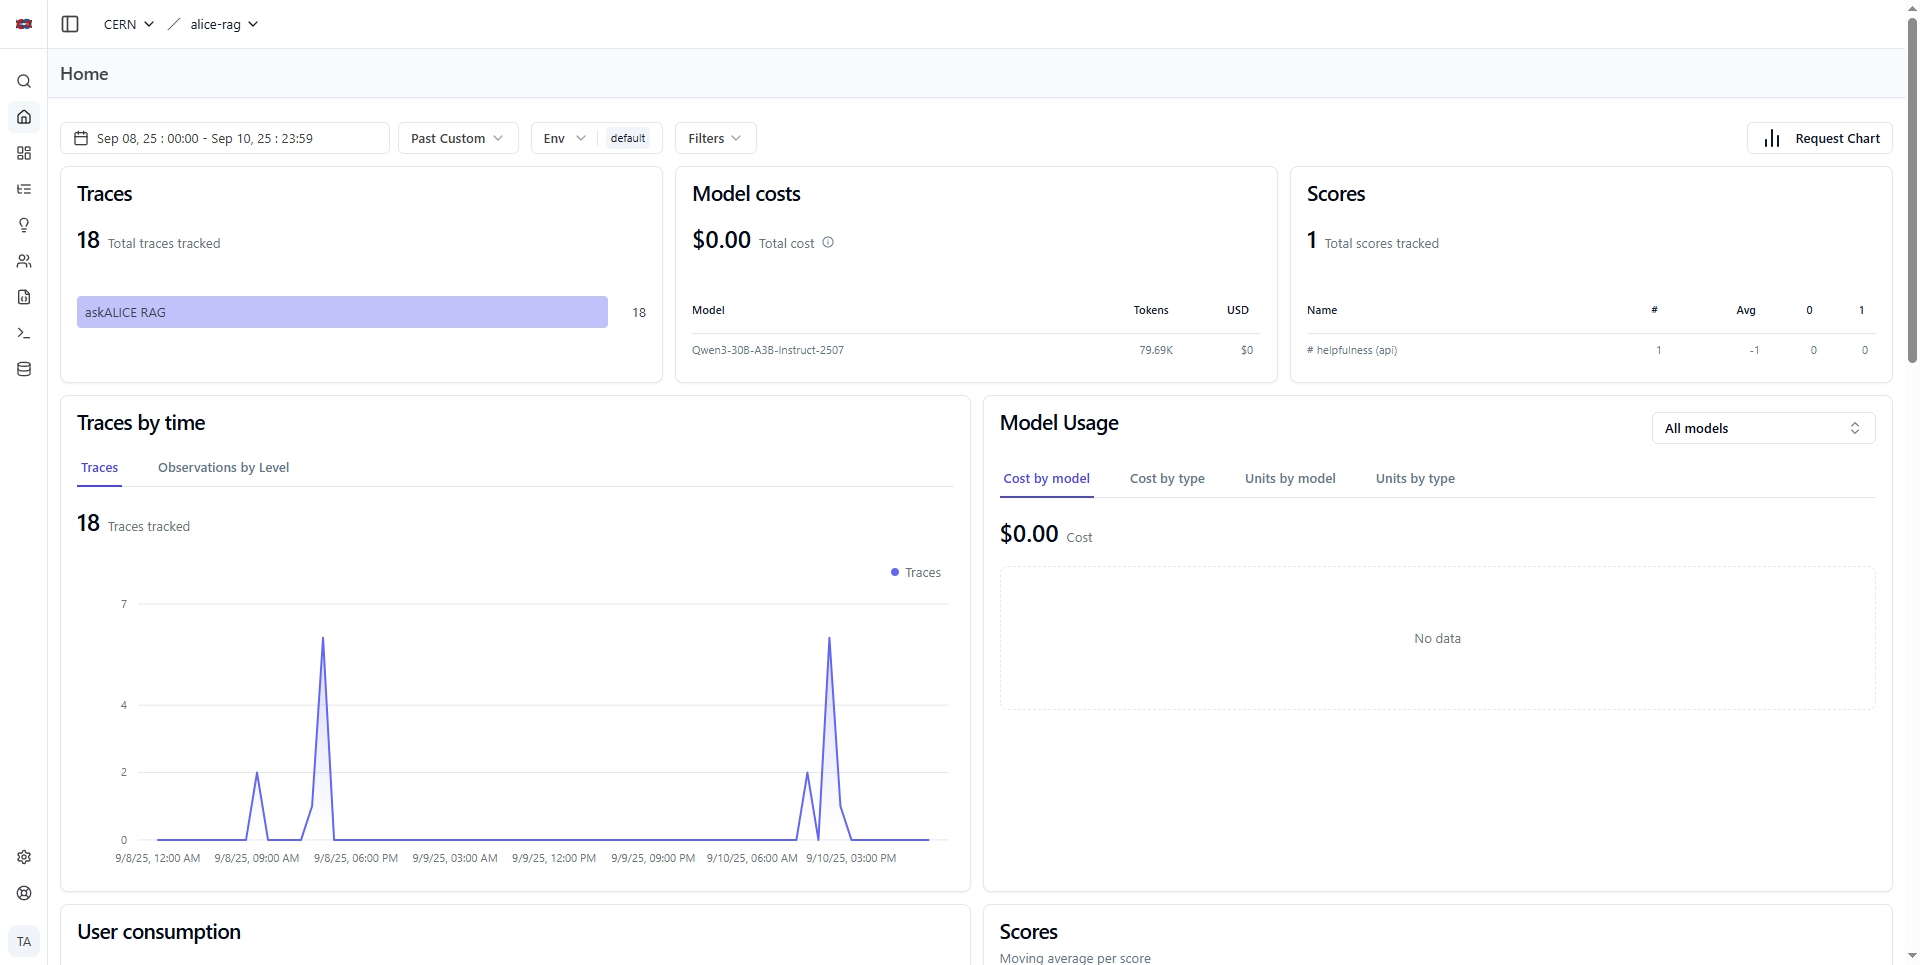 CERN / alice-rag
Home
Sep 08, 25 : 00:00 - Sep 10, 25 : 23:59
Past Custom
Env default
Filters
Request Chart
Traces
18 Total traces tracked
askALICE RAG 18
Model costs
$0.00 Total cost
Model Tokens USD
Qwen3-30B-A3B-Instruct-2507 79.69K $0
Scores
1 Total scores tracked
Name # Avg 0 1
# helpfulness (api) 1 -1 0 0
Traces by time
Traces Observations by Level
18 Traces tracked
Traces
7
4
2
0
9/8/25, 12:00 AM 9/8/25, 09:00 AM 9/8/25, 06:00 PM 9/9/25, 03:00 AM 9/9/25, 12:00 PM 9/9/25, 09:00 PM 9/10/25, 06:00 AM 9/10/25, 03:00 PM
Model Usage
All models
Cost by model Cost by type Units by model Units by type
$0.00 Cost
No data
User consumption
Scores
Moving average per score
TA